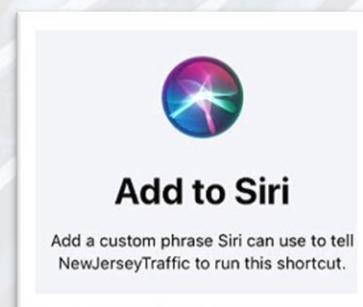 Add to Siri
Add a custom phrase Siri can use to tell
NewJerseyTraffic to run this shortcut.